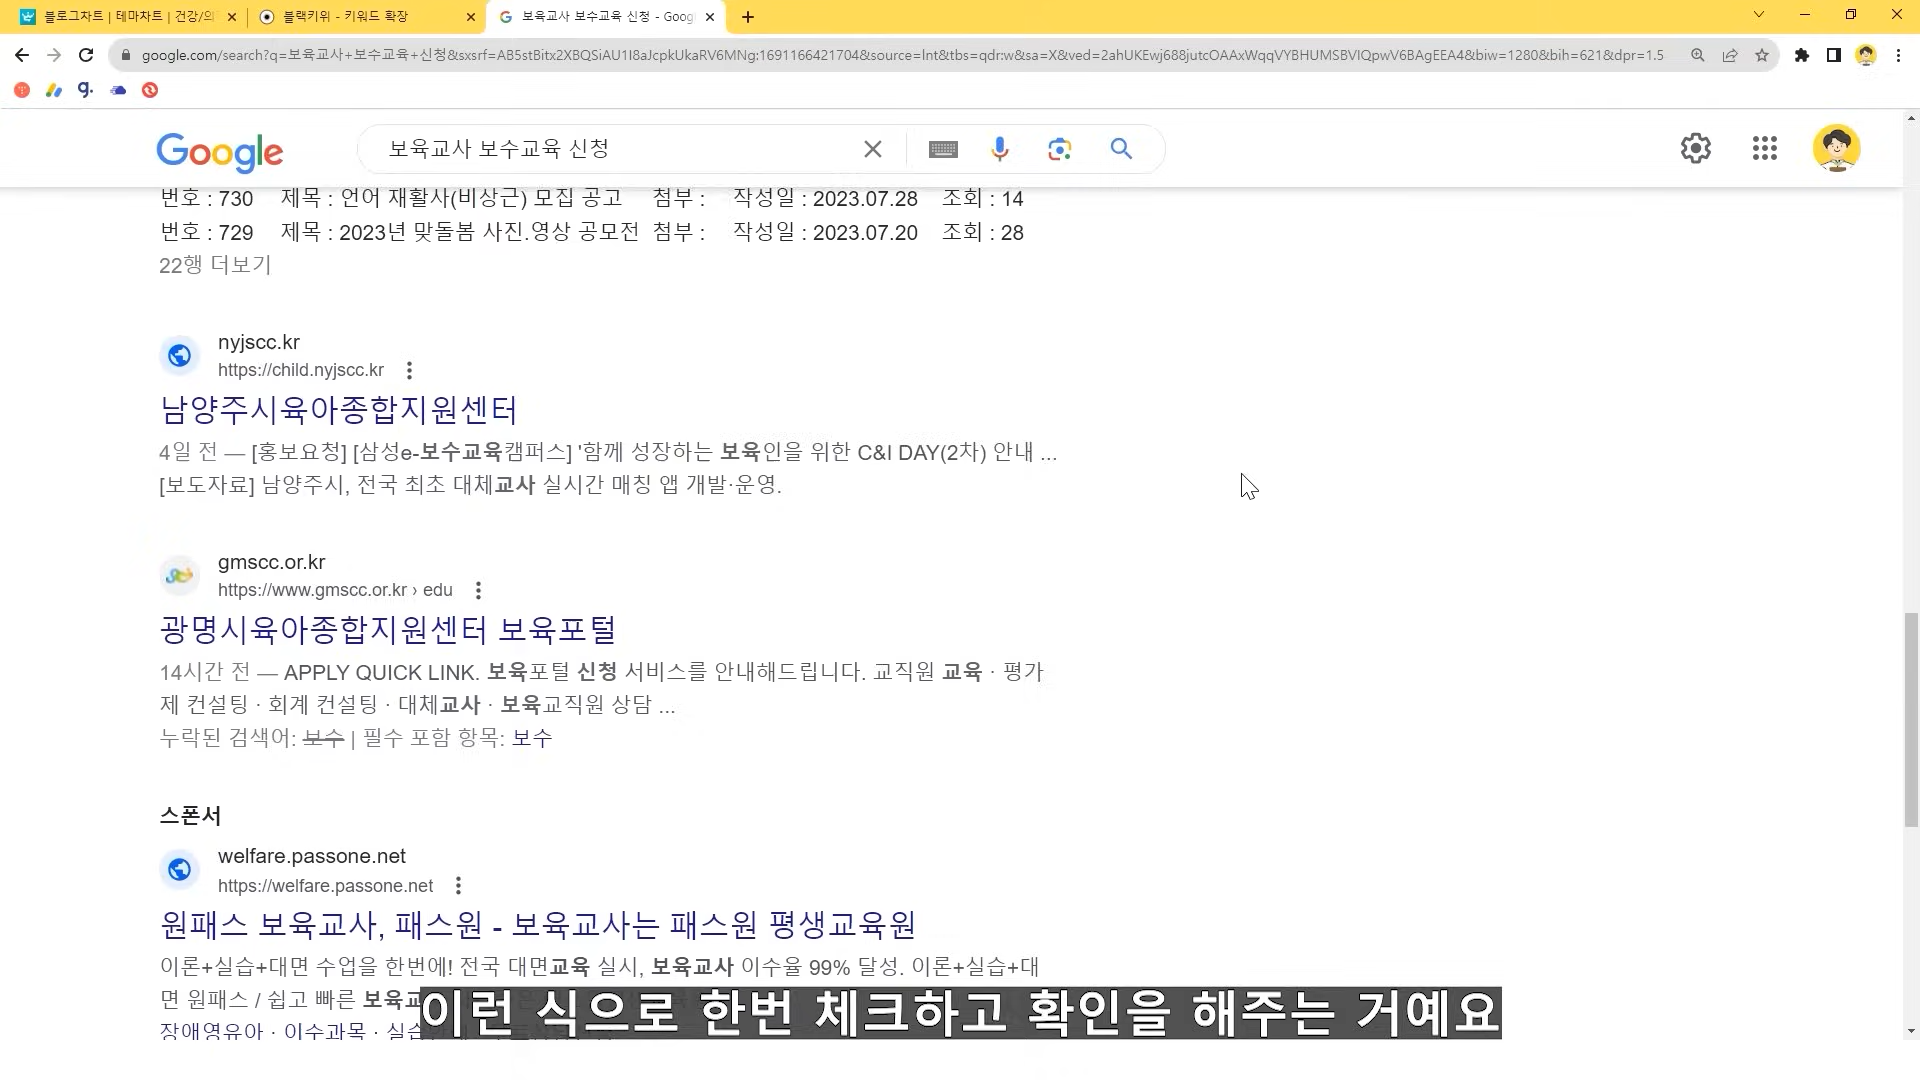 블로그차트 | 테마차트 | 건강/의
블랙키위 - 키워드 확장
보육교사 보수교육 신청 - Goog
google.com/search?q=보육교사+보수교육+신청&sxsrf=AB5stBitx2XBQSiAU1I8aJcpkUkaRV6MNg:1691166421704&source=lnt&tbs=qdr:w&sa=X&ved=2ahUKEwj688jutcOAAxWqqVYBHUMSBVIQpwV6BAgEEA4&biw=1280&bih=621&dpr=1.5
Google
보육교사 보수교육 신청
번호 : 730 제목 : 언어 재활사(비상근) 모집 공고 첨부 : 작성일 : 2023.07.28 조회 : 14
번호 : 729 제목 : 2023년 맞돌봄 사진.영상 공모전 첨부 : 작성일 : 2023.07.20 조회 : 28
22행 더보기
nyjscc.kr
https://child.nyjscc.kr
남양주시육아종합지원센터
4일 전 — [홍보요청] [삼성e-보수교육캠퍼스] '함께 성장하는 보육인을 위한 C&I DAY(2차) 안내 ...
[보도자료] 남양주시, 전국 최초 대체교사 실시간 매칭 앱 개발·운영.
gmscc.or.kr
https://www.gmscc.or.kr › edu
광명시육아종합지원센터 보육포털
14시간 전 — APPLY QUICK LINK. 보육포털 신청 서비스를 안내해드립니다. 교직원 교육 · 평가
제 컨설팅 · 회계 컨설팅 · 대체교사 · 보육교직원 상담 ...
누락된 검색어: 보수 | 필수 포함 항목: 보수
스폰서
welfare.passone.net
https://welfare.passone.net
원패스 보육교사, 패스원 - 보육교사는 패스원 평생교육원
이론+실습+대면 수업을 한번에! 전국 대면교육 실시, 보육교사 이수율 99% 달성. 이론+실습+대
면 원패스 / 쉽고 빠른 보육교
장애영유아 · 이수과목 · 실습
이런 식으로 한번 체크하고 확인을 해주는 거예요